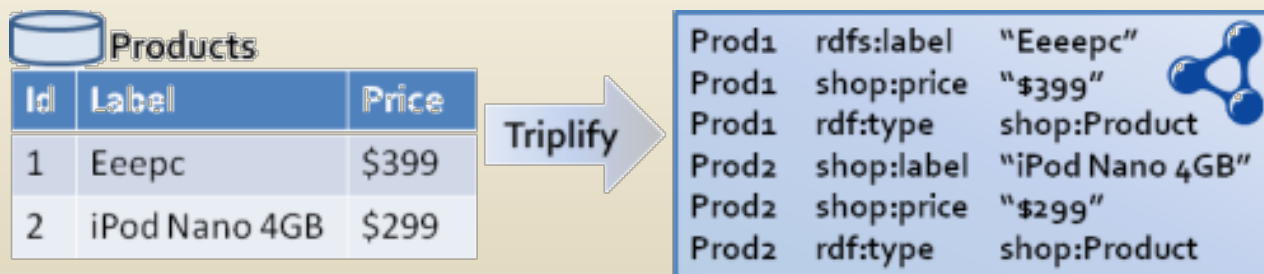 Products
Id Label Price
1 Eeepc $399
2 iPod Nano 4GB $299
Triplify
Prod1 rdfs:label “Eeeepc”
Prod1 shop:price “$399”
Prod1 rdf:type shop:Product
Prod2 shop:label “iPod Nano 4GB”
Prod2 shop:price “$299”
Prod2 rdf:type shop:Product